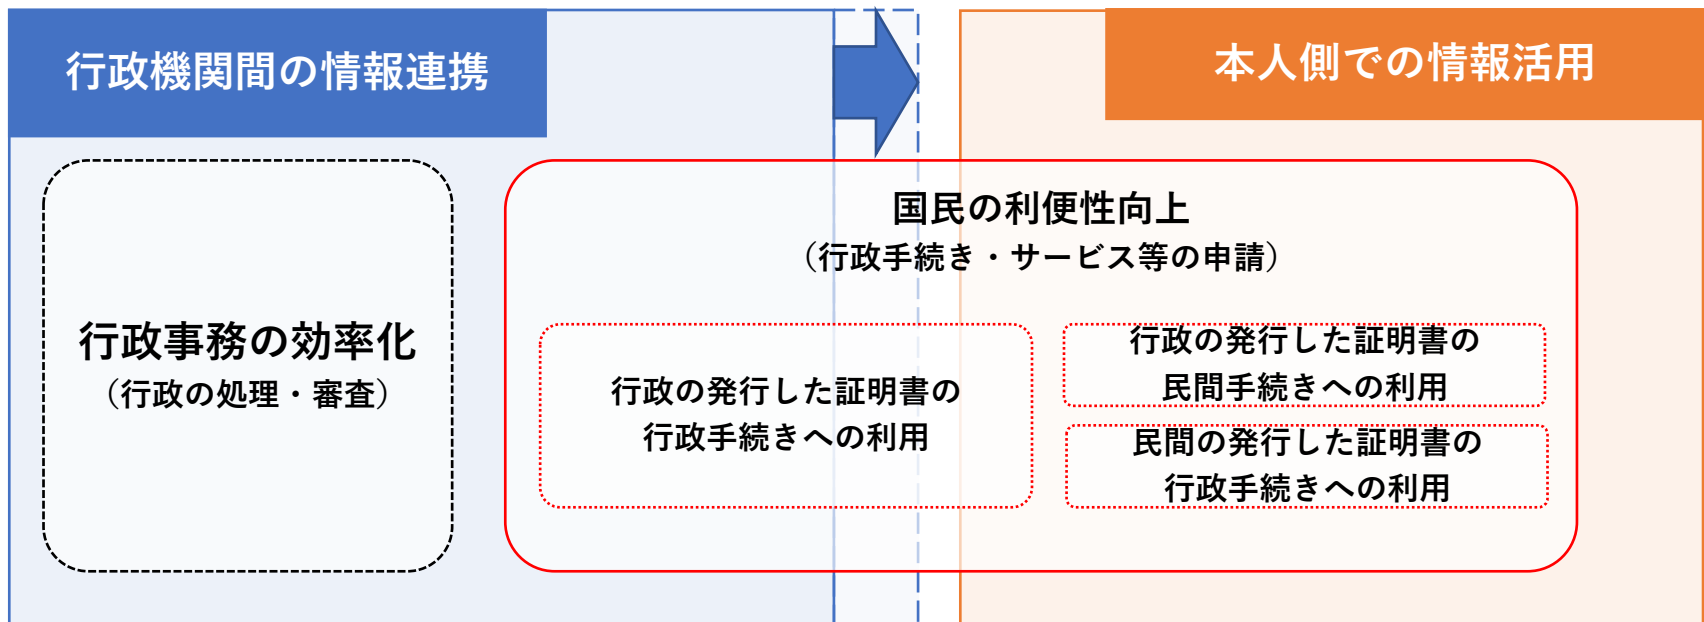 行政機関間の情報連携
本人側での情報活用
行政事務の効率化
（行政の処理・審査）
国民の利便性向上
（行政手続き・サービス等の申請）
行政の発行した証明書の
行政手続きへの利用
行政の発行した証明書の
民間手続きへの利用
民間の発行した証明書の
行政手続きへの利用